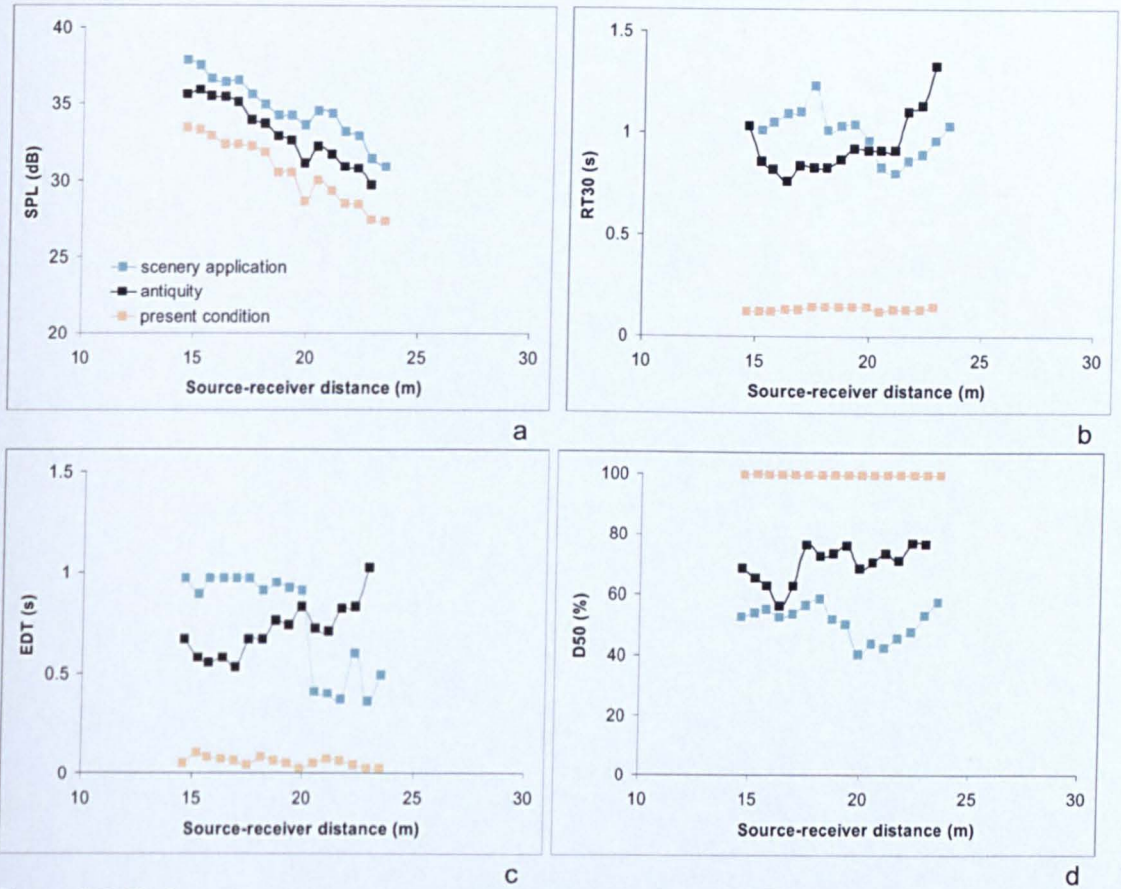 40
35
30
25
20
SPL (dB)
scenery application
antiquity
present condition
10 15 20 25 30
Source-receiver distance (m)
a
1.5
1
0.5
0
RT30 (s)
10 15 20 25 30
Source-receiver distance (m)
b
1.5
1
0.5
0
EDT (s)
10 15 20 25 30
Source-receiver distance (m)
c
100
80
60
40
20
0
D50 (%)
10 15 20 25 30
Source-receiver distance (m)
d